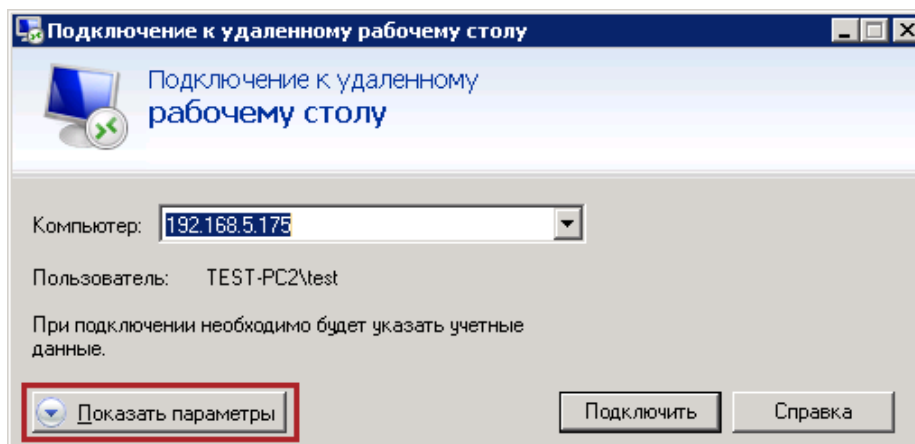 Подключение к удаленному рабочему столу
Подключение к удаленному
рабочему столу
Компьютер: 192.168.5.175
Пользователь: TEST-PC2\test
При подключении необходимо будет указать учетные
данные.
Показать параметры Подключить Справка